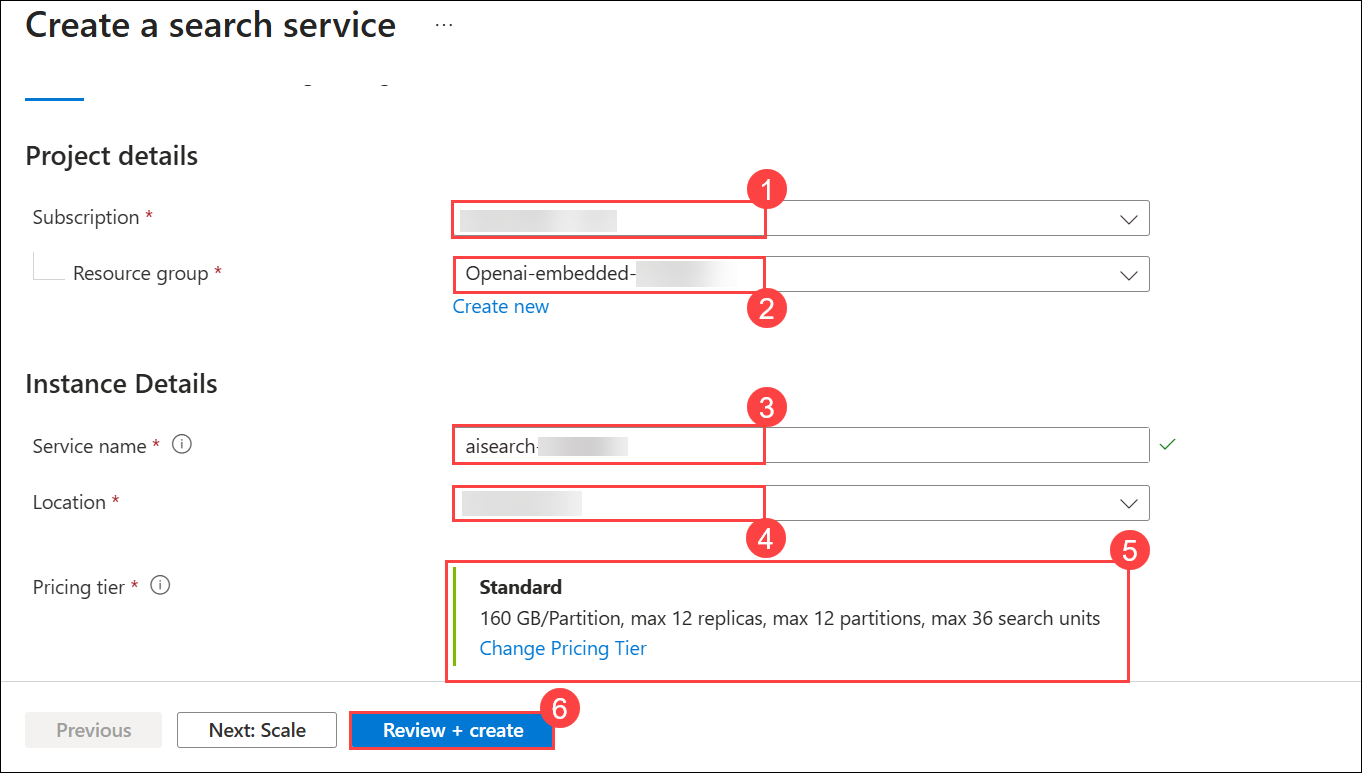 Create a search service ...
Project details
1
Subscription *
Resource group * Openai-embedded-
Create new
2
Instance Details
3
Service name * aisearch-
Location *
4
5
Pricing tier * Standard
160 GB/Partition, max 12 replicas, max 12 partitions, max 36 search units
Change Pricing Tier
6
Previous Next: Scale Review + create